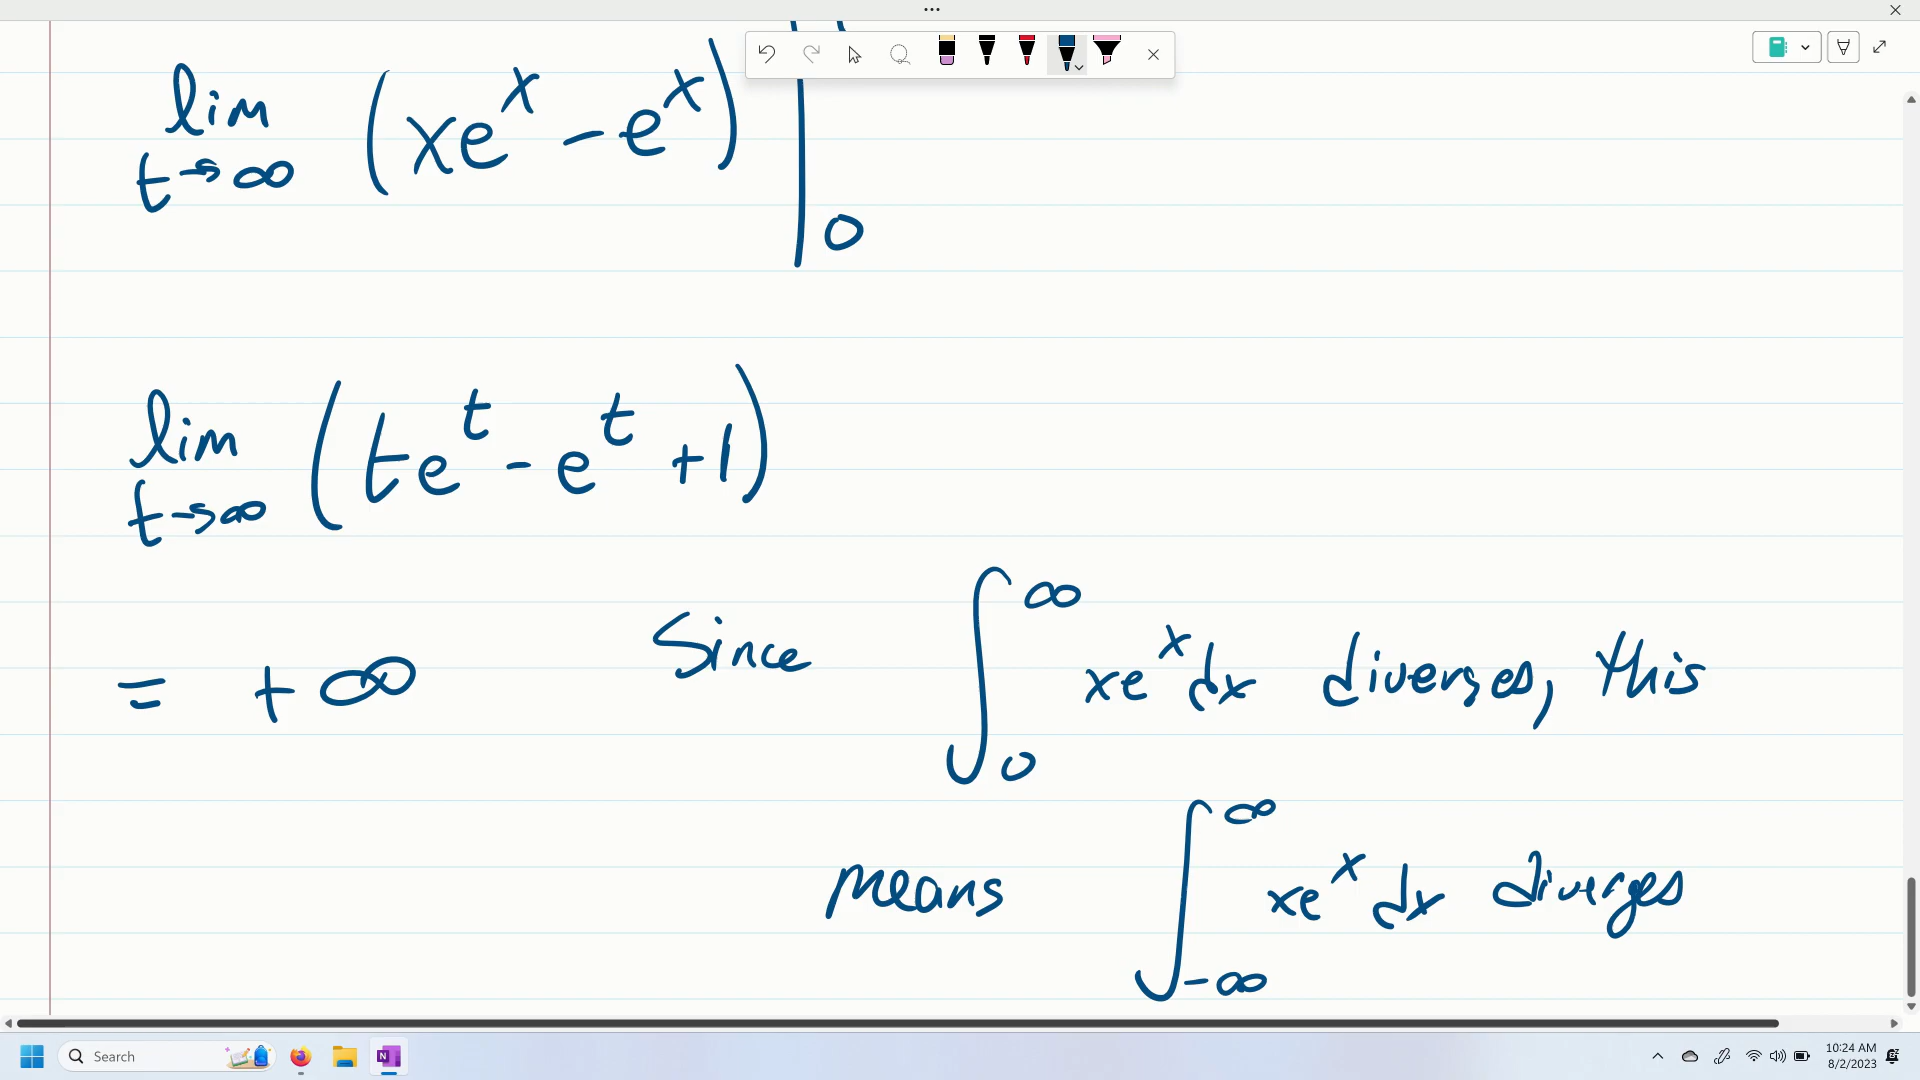 lim (xe^x - e^x) |
t→∞
0
lim (te^t - e^t + 1)
t→∞
= +∞ Since ∫_0^∞ xe^x dx diverges, this
means ∫_{-∞}^∞ xe^x dx diverges
Search
10:24 AM
8/2/2023